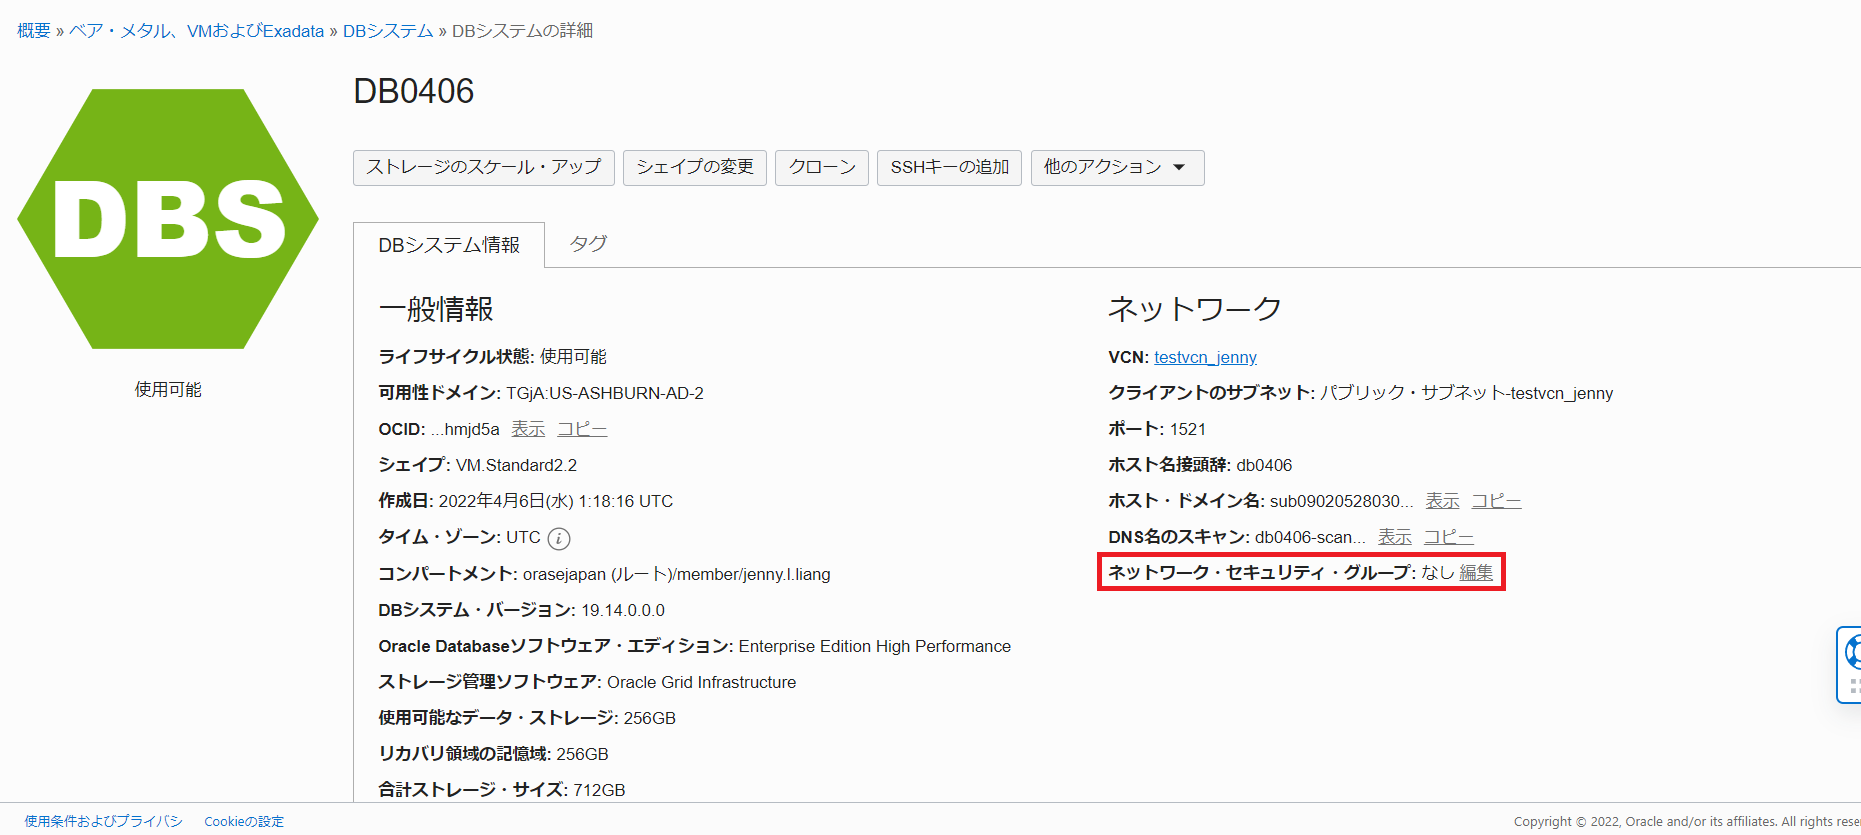 概要 » ベア・メタル、VMおよびExadata » DBシステム » DBシステムの詳細
DBS
使用可能
DB0406
ストレージのスケール・アップ シェイプの変更 クローン SSHキーの追加 他のアクション
DBシステム情報 タグ
一般情報
ライフサイクル状態: 使用可能
可用性ドメイン: TGjA:US-ASHBURN-AD-2
OCID: ...hmjd5a 表示 コピー
シェイプ: VM.Standard2.2
作成日: 2022年4月6日(水) 1:18:16 UTC
タイム・ゾーン: UTC i
コンパートメント: orasejapan (ルート)/member/jenny.l.liang
DBシステム・バージョン: 19.14.0.0.0
Oracle Databaseソフトウェア・エディション: Enterprise Edition High Performance
ストレージ管理ソフトウェア: Oracle Grid Infrastructure
使用可能なデータ・ストレージ: 256GB
リカバリ領域の記憶域: 256GB
合計ストレージ・サイズ: 712GB
ネットワーク
VCN: testvcn_jenny
クライアントのサブネット: パブリック・サブネット-testvcn_jenny
ポート: 1521
ホスト名接頭辞: db0406
ホスト・ドメイン名: sub09020528030... 表示 コピー
DNS名のスキャン: db0406-scan... 表示 コピー
ネットワーク・セキュリティ・グループ: なし 編集
使用条件およびプライバシ Cookieの設定
Copyright © 2022, Oracle and/or its affiliates. All rights rese